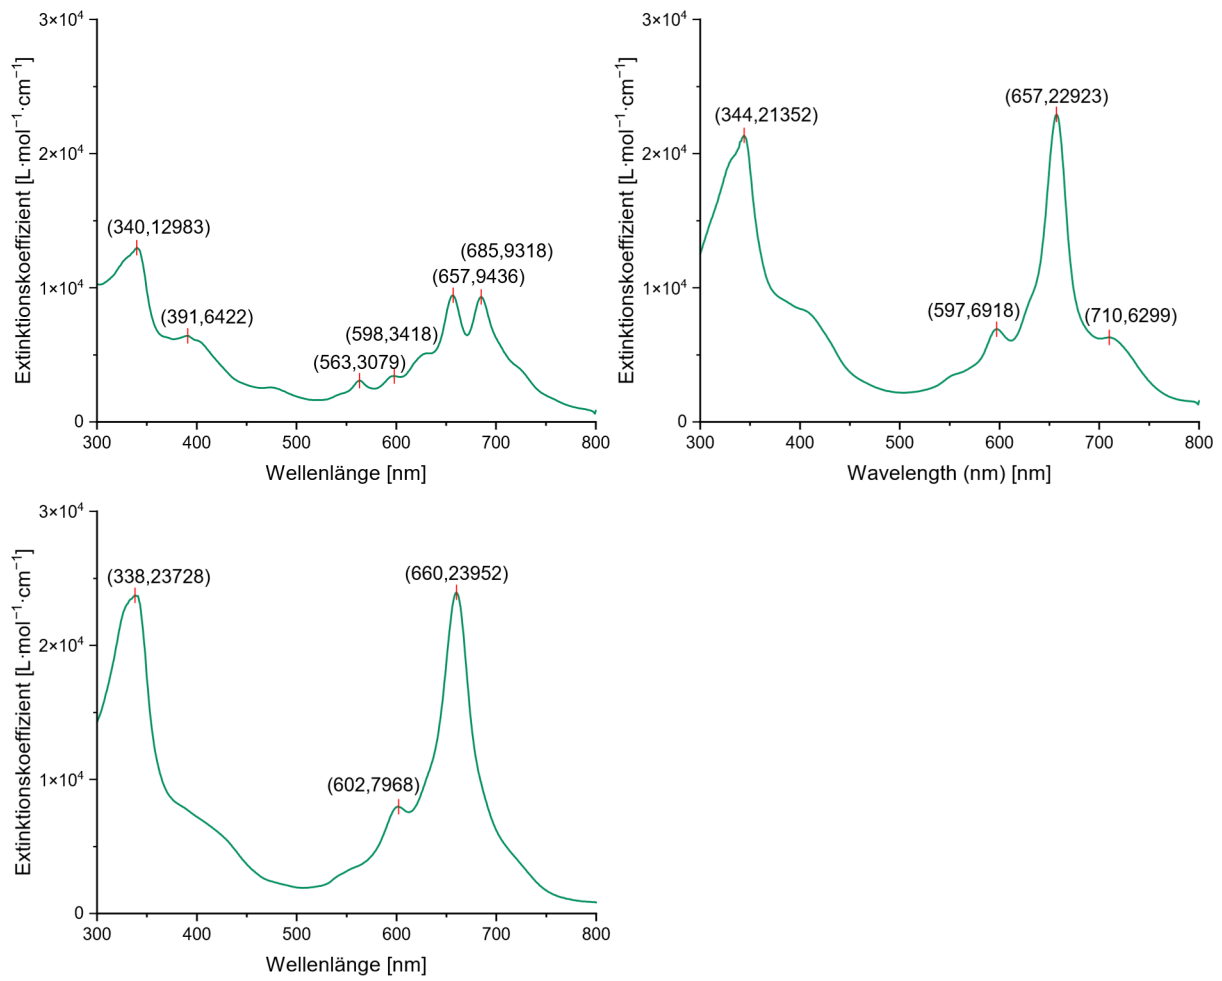 3×10⁴
2×10⁴
1×10⁴
0
Extinktionskoeffizient [L·mol⁻¹·cm⁻¹]
(340,12983)
(391,6422)
(563,3079)
(598,3418)
(657,9436)
(685,9318)
300 400 500 600 700 800
Wellenlänge [nm]
3×10⁴
2×10⁴
1×10⁴
0
Extinktionskoeffizient [L·mol⁻¹·cm⁻¹]
(344,21352)
(597,6918)
(657,22923)
(710,6299)
300 400 500 600 700 800
Wavelength (nm) [nm]
3×10⁴
2×10⁴
1×10⁴
0
Extinktionskoeffizient [L·mol⁻¹·cm⁻¹]
(338,23728)
(602,7968)
(660,23952)
300 400 500 600 700 800
Wellenlänge [nm]